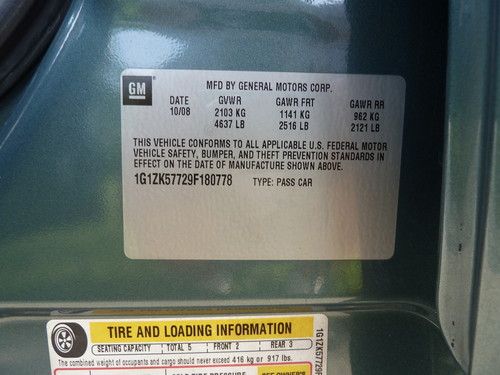 GM
MFD BY GENERAL MOTORS CORP.
DATE GVWR GAWR FRT GAWR RR
10/08 2103 KG 1141 KG 962 KG
4637 LB 2516 LB 2121 LB
THIS VEHICLE CONFORMS TO ALL APPLICABLE U.S. FEDERAL MOTOR
VEHICLE SAFETY, BUMPER, AND THEFT PREVENTION STANDARDS IN
EFFECT ON THE DATE OF MANUFACTURE SHOWN ABOVE.
1G1ZK57729F180778 TYPE: PASS CAR
TIRE AND LOADING INFORMATION
SEATING CAPACITY TOTAL 5 FRONT 2 REAR 3
The combined weight of occupants and cargo should never exceed 416 kg or 917 lbs.
SEE OWNER'S
1G1ZK57729